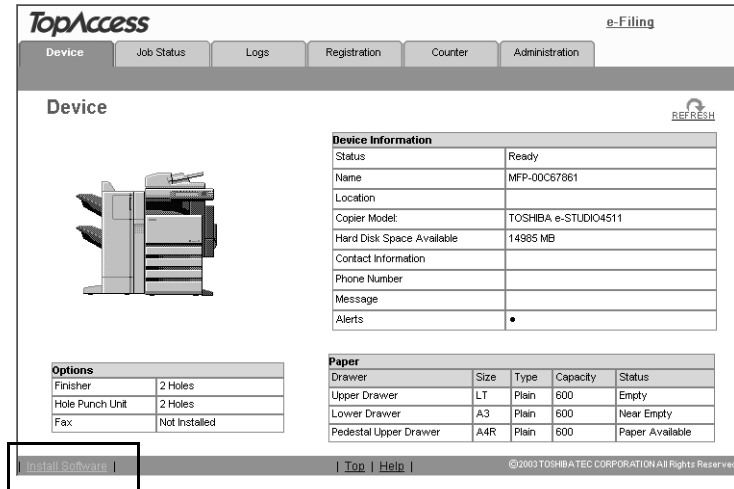 TopAccess
e-Filing
Device Job Status Logs Registration Counter Administration
Device
REFRESH
Device Information
Status Ready
Name MFP-00C67861
Location
Copier Model: TOSHIBA e-STUDIO4511
Hard Disk Space Available 14985 MB
Contact Information
Phone Number
Message
Alerts •
Options
Finisher 2 Holes
Hole Punch Unit 2 Holes
Fax Not Installed
Paper
Drawer Size Type Capacity Status
Upper Drawer LT Plain 600 Empty
Lower Drawer A3 Plain 600 Near Empty
Pedestal Upper Drawer A4R Plain 600 Paper Available
| Install Software |
| Top | Help |
©2003 TOSHIBA TEC CORPORATION All Rights Reserve